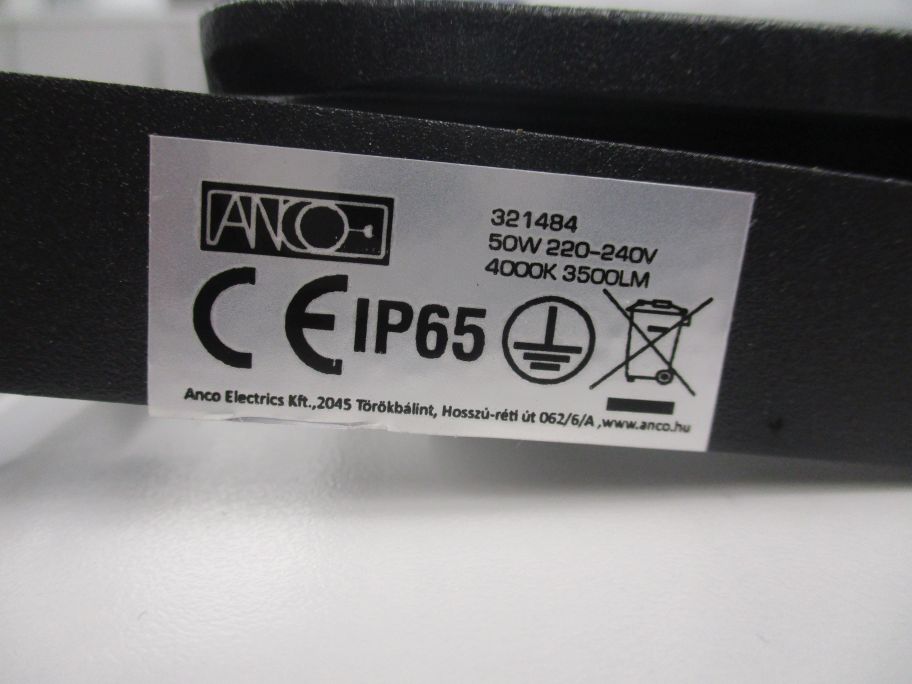 ANCO
321484
50W 220-240V
4000K 3500LM
CE IP65
Anco Electrics Kft.,2045 Törökbálint, Hosszú-réti út 062/6/A ,www.anco.hu